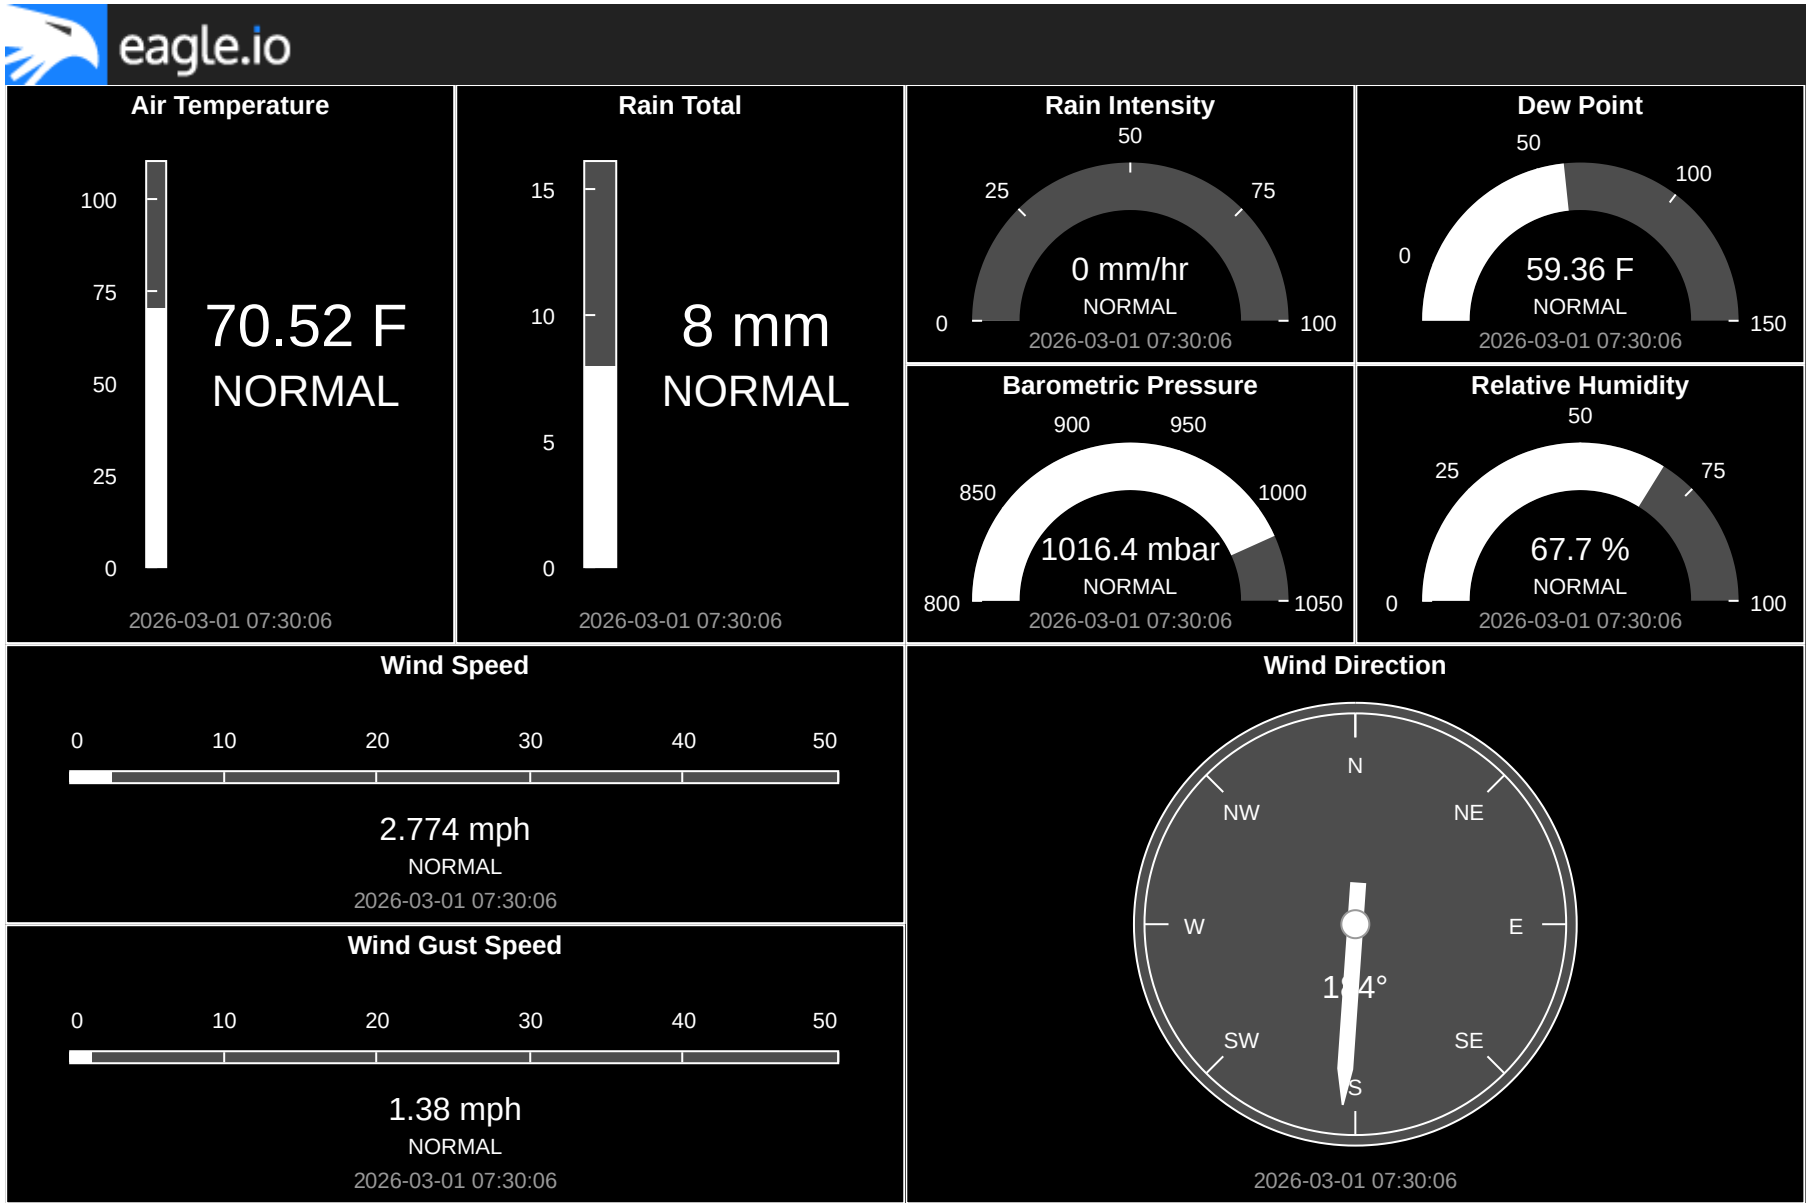 eagle.io
Air Temperature
100
75
50
25
0
70.52 F
NORMAL
2026-03-01 07:30:06
Rain Total
15
10
5
0
8 mm
NORMAL
2026-03-01 07:30:06
Rain Intensity
0
25
50
75
100
0 mm/hr
NORMAL
2026-03-01 07:30:06
Dew Point
0
50
100
150
59.36 F
NORMAL
2026-03-01 07:30:06
Barometric Pressure
800
850
900
950
1000
1050
1016.4 mbar
NORMAL
2026-03-01 07:30:06
Relative Humidity
0
25
50
75
100
67.7 %
NORMAL
2026-03-01 07:30:06
Wind Speed
0 10 20 30 40 50
2.774 mph
NORMAL
2026-03-01 07:30:06
Wind Gust Speed
0 10 20 30 40 50
1.38 mph
NORMAL
2026-03-01 07:30:06
Wind Direction
N
NW NE
W E
184°
SW SE
S
2026-03-01 07:30:06